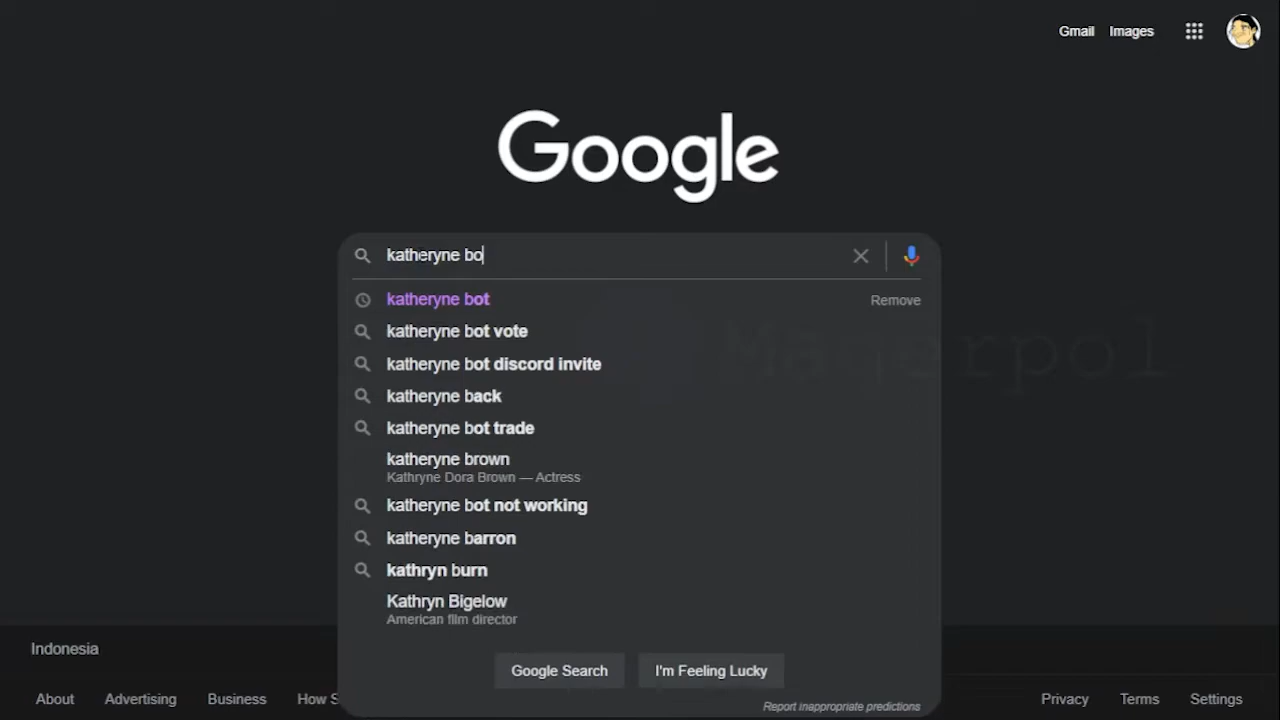 Gmail Images
Google
katheryne bo
katheryne bot Remove
katheryne bot vote
katheryne bot discord invite
katheryne back
katheryne bot trade
katheryne brown
Kathryne Dora Brown — Actress
katheryne bot not working
katheryne barron
kathryn burn
Kathryn Bigelow
American film director
Google Search I'm Feeling Lucky
Report inappropriate predictions
Indonesia
About Advertising Business How S Privacy Terms Settings
Magerpol